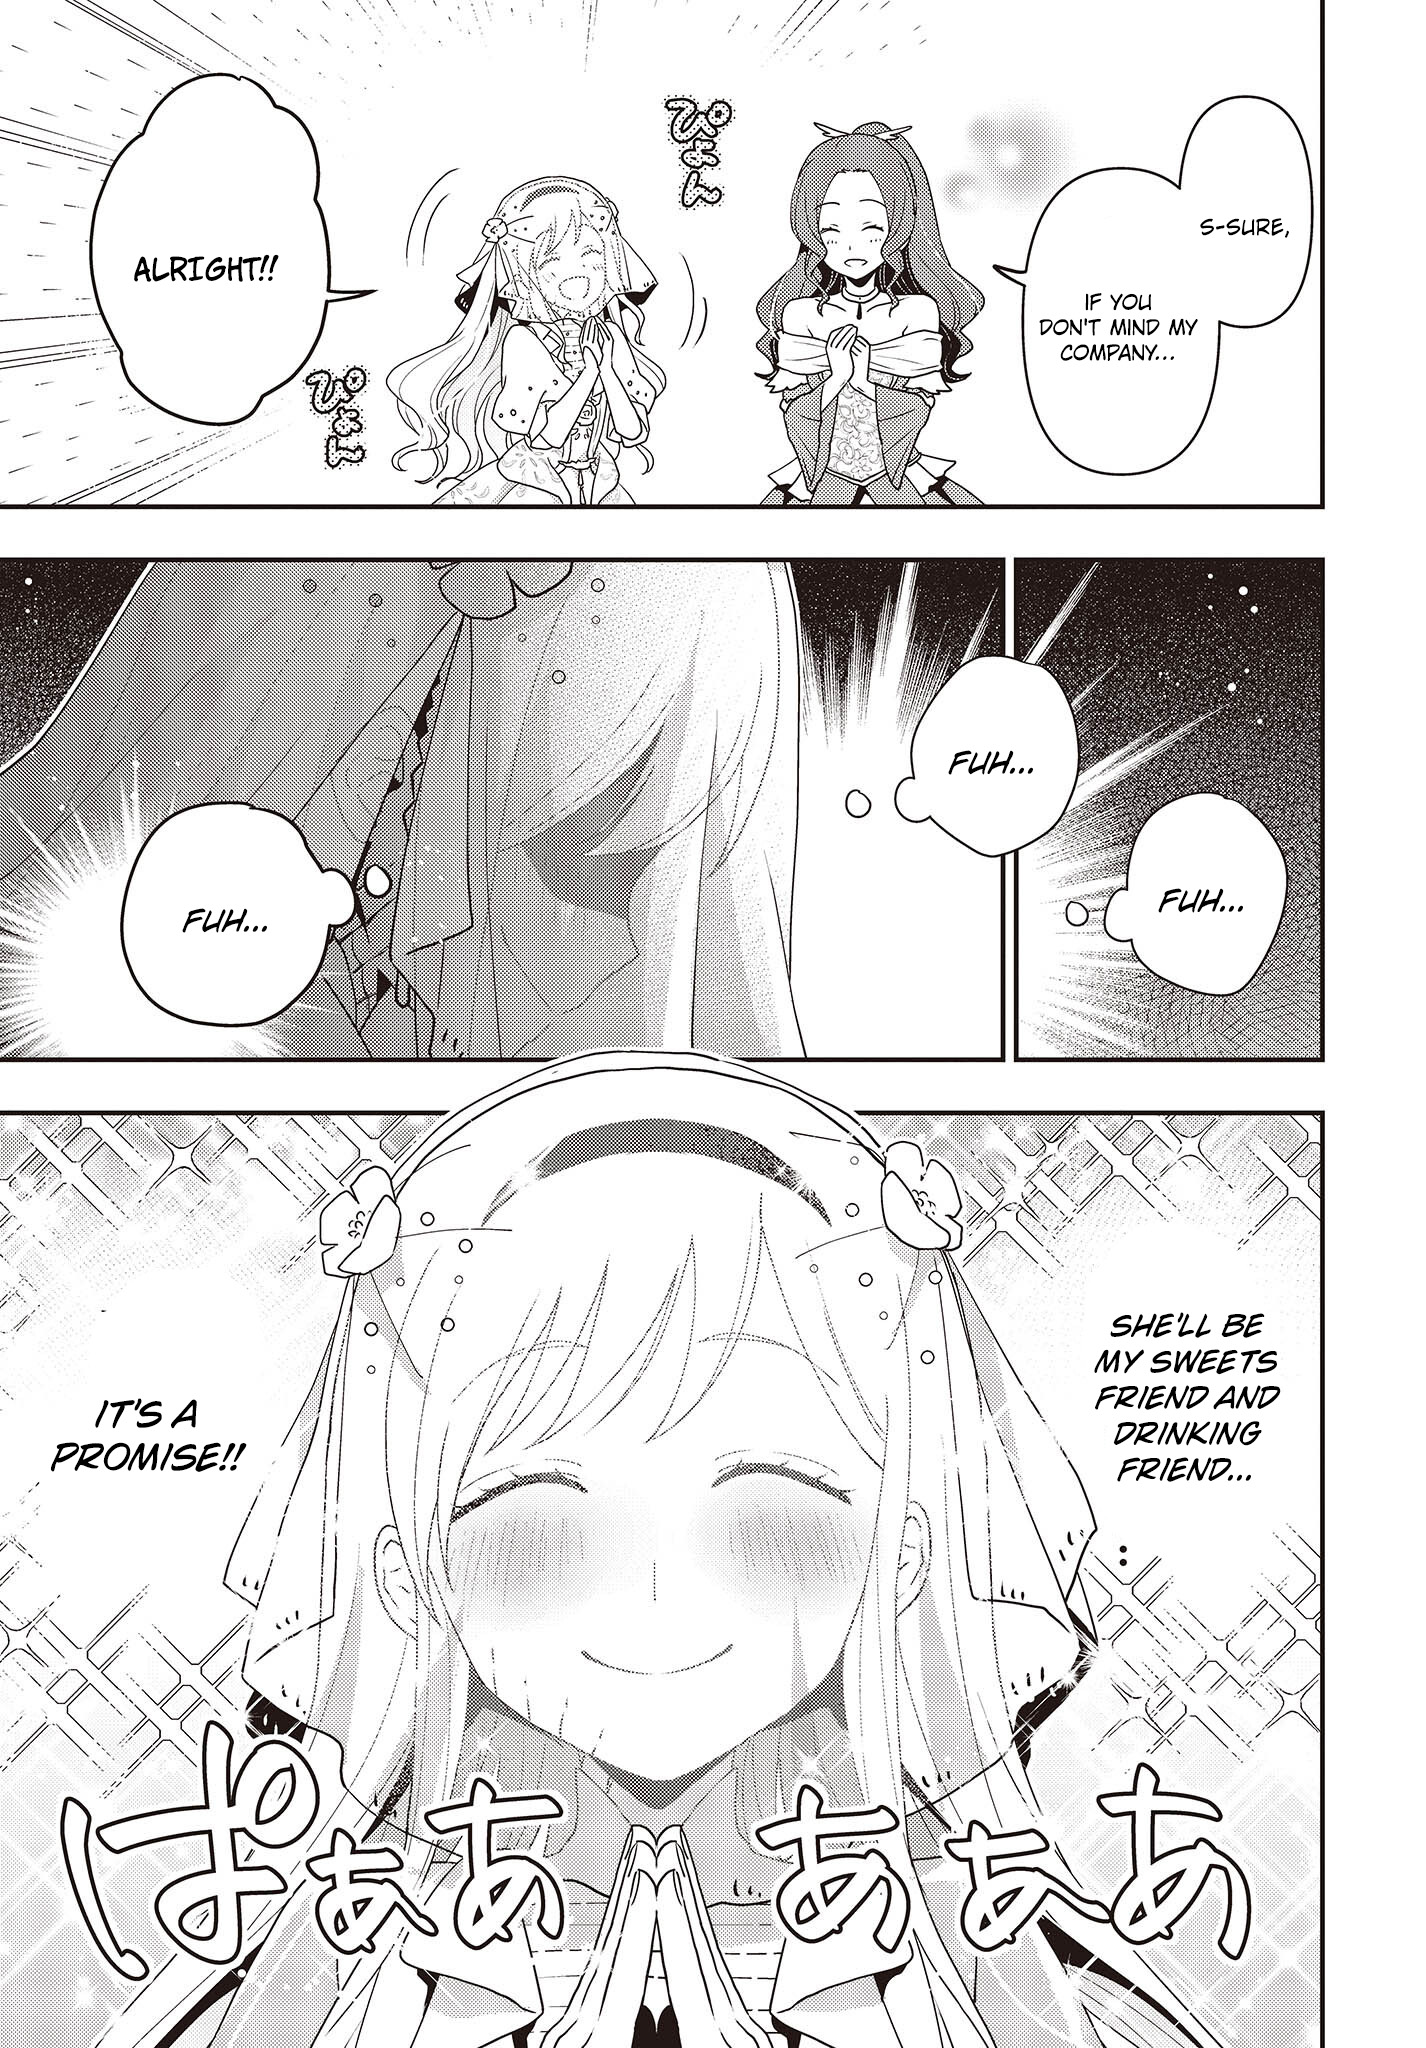 S-SURE,
IF YOU
DON'T MIND MY
COMPANY...
ぴょん
ALRIGHT!!
ぴょん
FUH...
FUH...
FUH...
SHE'LL BE
MY SWEETS
FRIEND AND
DRINKING
FRIEND...
IT'S A
PROMISE!!
ぱぁあ
あぁあ